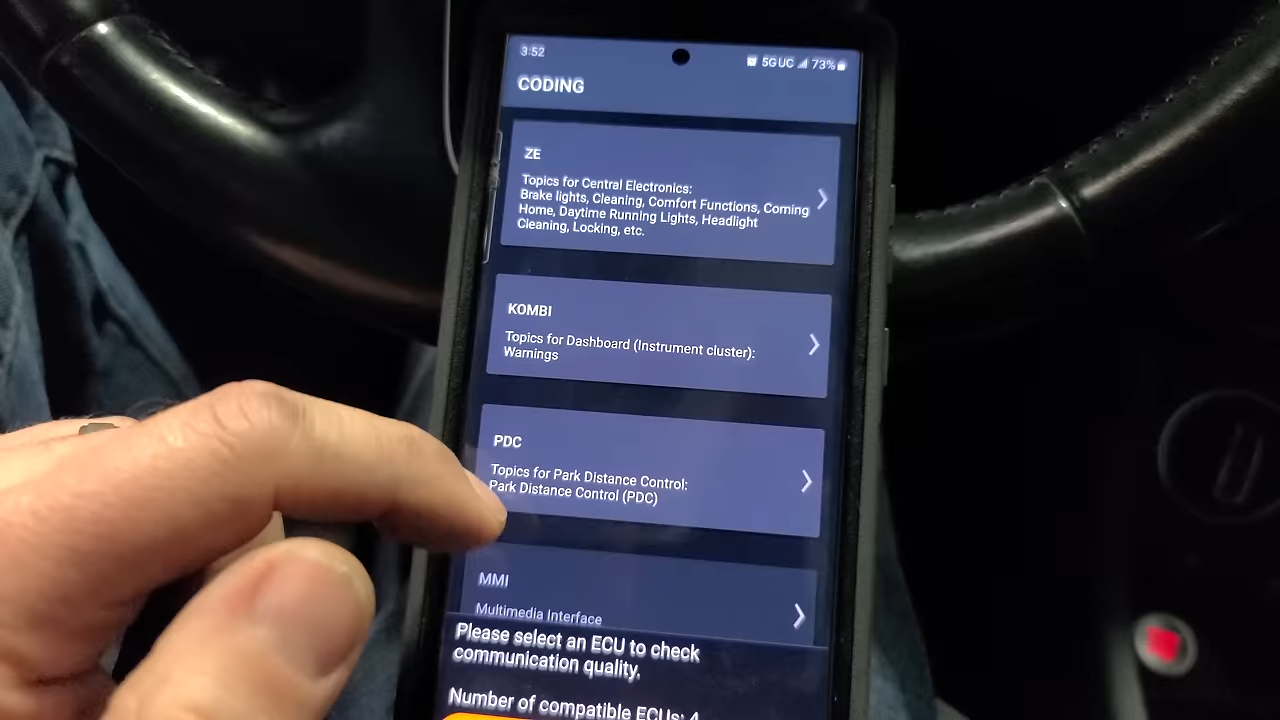 3:52
5GUC 73%
CODING
ZE
Topics for Central Electronics:
Brake lights, Cleaning, Comfort Functions, Coming
Home, Daytime Running Lights, Headlight
Cleaning, Locking, etc.
KOMBI
Topics for Dashboard (Instrument cluster):
Warnings
PDC
Topics for Park Distance Control:
Park Distance Control (PDC)
MMI
Multimedia Interface
Please select an ECU to check
communication quality.
Number of compatible ECUs: 4